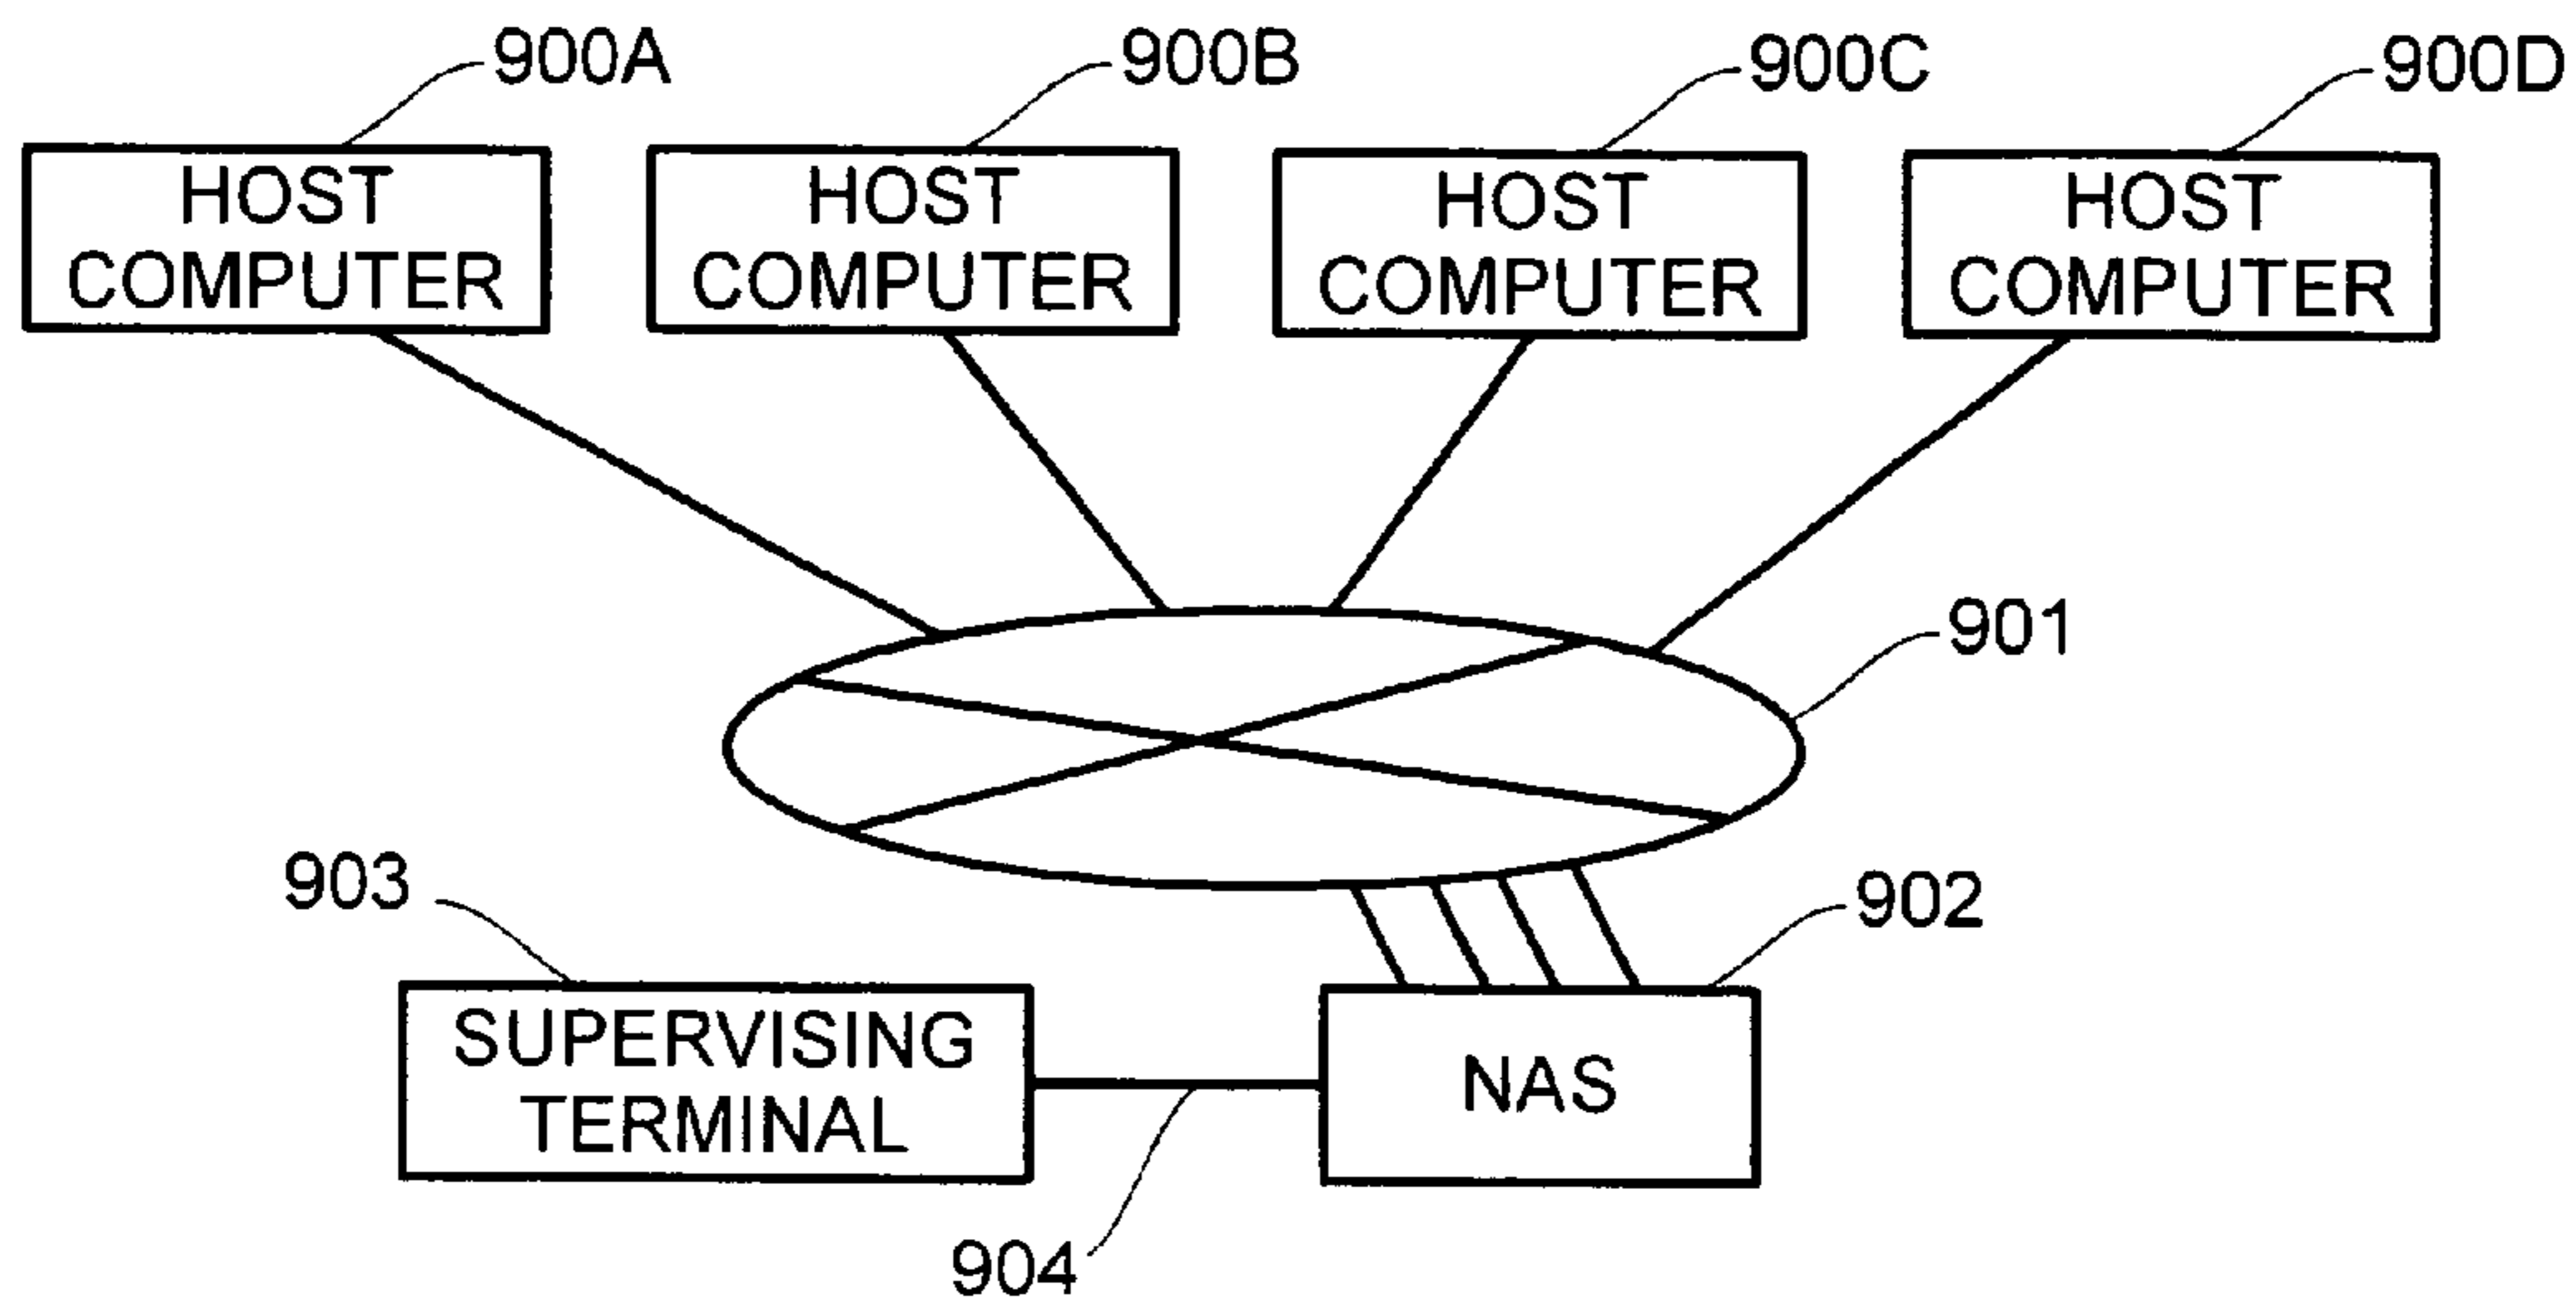 900A
900B
900C
900D
HOST
COMPUTER
HOST
COMPUTER
HOST
COMPUTER
HOST
COMPUTER
901
903
902
SUPERVISING
TERMINAL
NAS
904